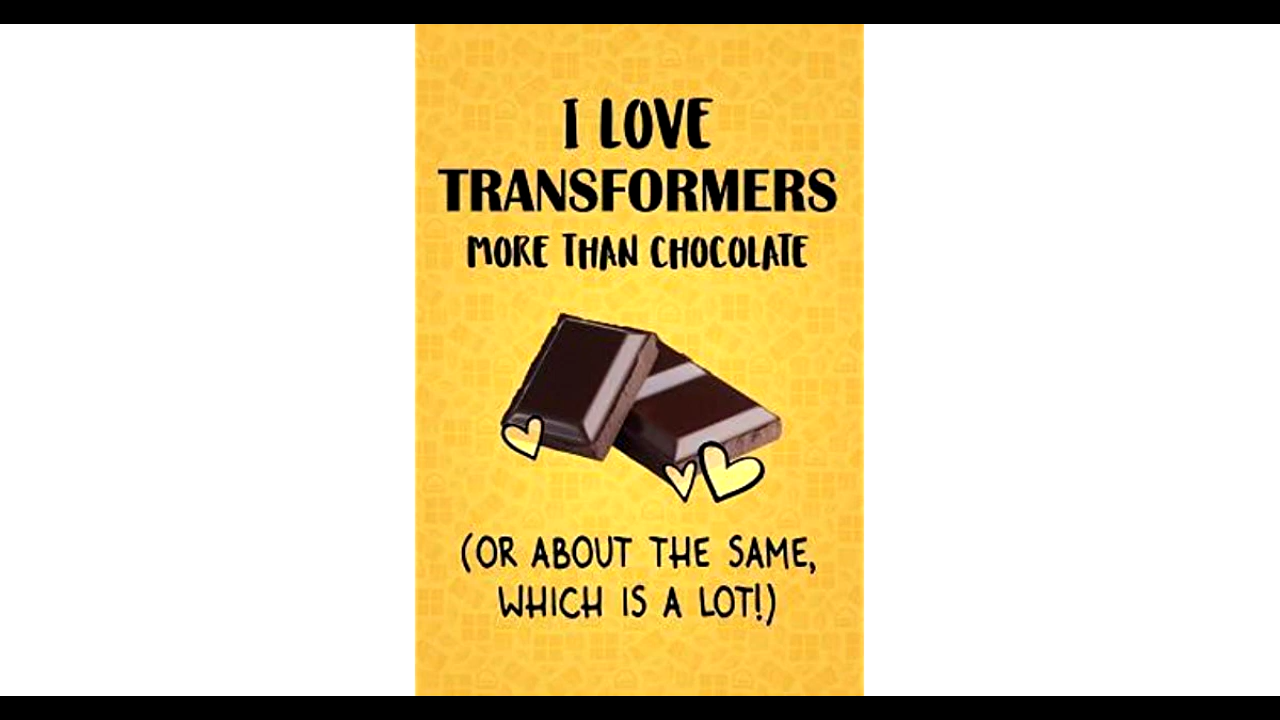 I LOVE
TRANSFORMERS
MORE THAN CHOCOLATE
(OR ABOUT THE SAME,
WHICH IS A LOT!)